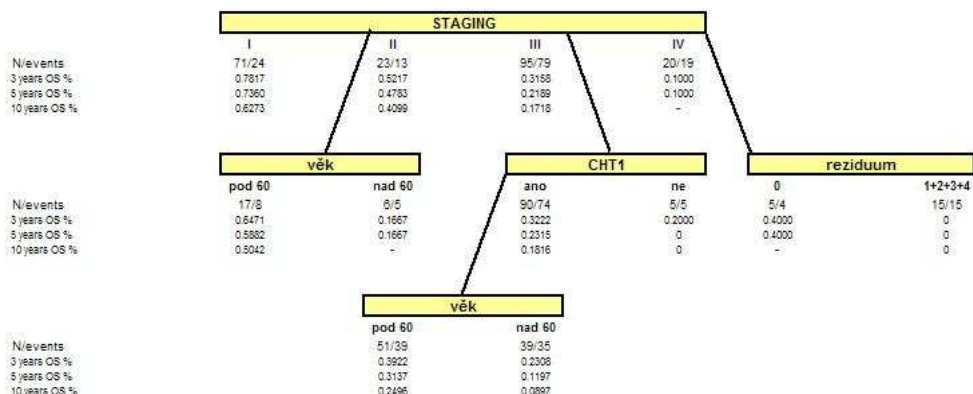 STAGING
I II III IV
N/events 71/24 23/13 95/79 20/19
3 years OS % 0.7817 0.5217 0.3158 0.1000
5 years OS % 0.7360 0.4783 0.2189 0.1000
10 years OS % 0.6273 0.4099 0.1718 -
věk CHT1 reziduum
pod 60 nad 60 ano ne 0 1+2+3+4
N/events 17/8 6/5 90/74 5/5 5/4 15/15
3 years OS % 0.6471 0.1667 0.3222 0.2000 0.4000 0
5 years OS % 0.5882 0.1667 0.2315 0 0.4000 0
10 years OS % 0.5042 - 0.1816 0 - 0
věk
pod 60 nad 60
N/events 51/39 39/35
3 years OS % 0.3922 0.2308
5 years OS % 0.3137 0.1197
10 years OS % 0.2496 0.0897